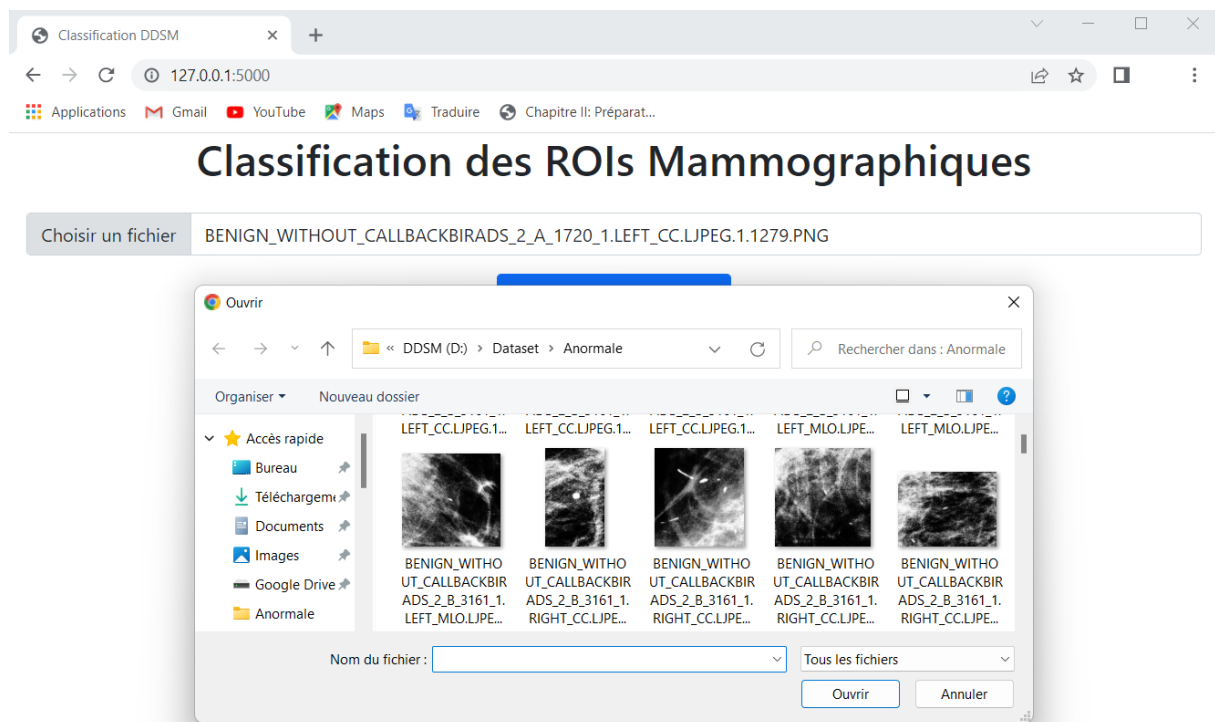 Classification DDSM
127.0.0.1:5000
Applications Gmail YouTube Maps Traduire Chapitre II: Préparat...
Classification des ROIs Mammographiques
Choisir un fichier BENIGN_WITHOUT_CALLBACKBIRADS_2_A_1720_1.LEFT_CC.LJPEG.1.1279.PNG
Ouvrir
« DDSM (D:) > Dataset > Anormale Rechercher dans : Anormale
Organiser Nouveau dossier
Accès rapide
Bureau
Téléchargeme
Documents
Images
Google Drive
Anormale
LEFT_CC.LJPEG.1... LEFT_CC.LJPEG.1... LEFT_CC.LJPEG.1... LEFT_MLO.LJPE... LEFT_MLO.LJPE...
BENIGN_WITHO BENIGN_WITHO BENIGN_WITHO BENIGN_WITHO BENIGN_WITHO
UT_CALLBACKBIR UT_CALLBACKBI UT_CALLBACKBIR UT_CALLBACKBIR UT_CALLBACKBIR
ADS_2_B_3161_1. RADS_2_B_3161_1. ADS_2_B_3161_1. ADS_2_B_3161_1. ADS_2_B_3161_1.
LEFT_MLO.LJPE... RIGHT_CC.LJPE... RIGHT_CC.LJPE... RIGHT_CC.LJPE... RIGHT_CC.LJPE...
Nom du fichier : Tous les fichiers
Ouvrir Annuler